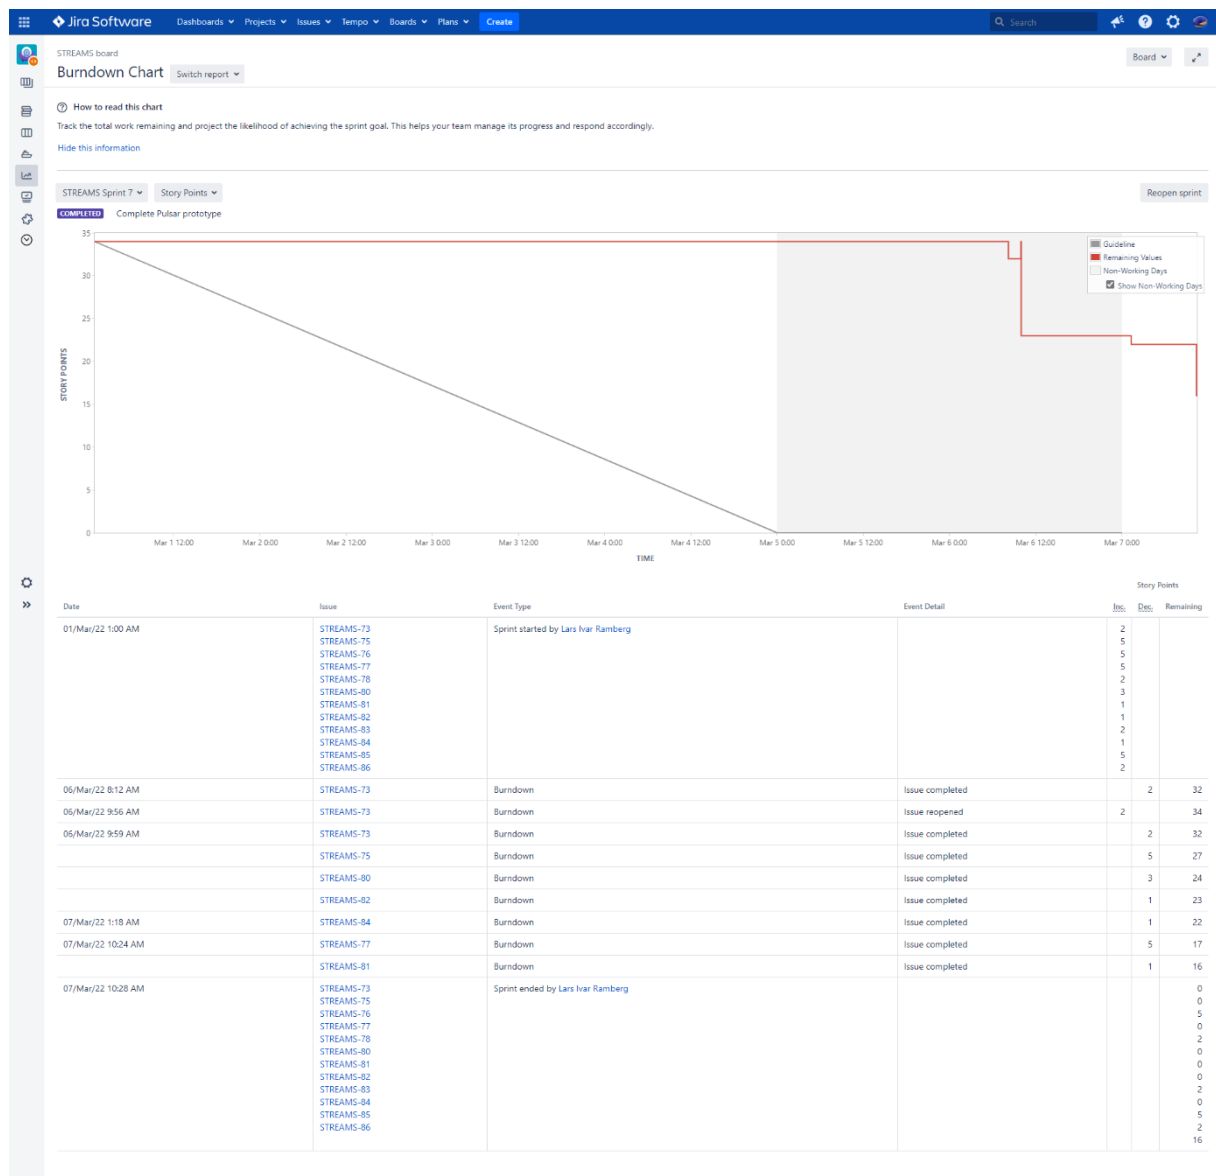 Jira Software Dashboards Projects Issues Tempo Boards Plans Create Search
STREAMS board
Burndown Chart Switch report Board
How to read this chart
Track the total work remaining and project the likelihood of achieving the sprint goal. This helps your team manage its progress and respond accordingly.
Hide this information
STREAMS Sprint 7 Story Points Reopen sprint
COMPLETED Complete Pulsar prototype
35
30
25
20
15
10
5
0
STORY POINTS
Guideline
Remaining Values
Non-Working Days
Show Non-Working Days
Mar 1 12:00 Mar 2 0:00 Mar 2 12:00 Mar 3 0:00 Mar 3 12:00 Mar 4 0:00 Mar 4 12:00 Mar 5 0:00 Mar 5 12:00 Mar 6 0:00 Mar 6 12:00 Mar 7 0:00
TIME
Story Points
Date Issue Event Type Event Detail Inc. Dec. Remaining
01/Mar/22 1:00 AM STREAMS-73 Sprint started by Lars Ivar Ramberg 2
STREAMS-75 5
STREAMS-76 5
STREAMS-77 5
STREAMS-78 2
STREAMS-80 3
STREAMS-81 1
STREAMS-82 1
STREAMS-83 2
STREAMS-84 1
STREAMS-85 5
STREAMS-86 2
06/Mar/22 8:12 AM STREAMS-73 Burndown Issue completed 2 32
06/Mar/22 9:56 AM STREAMS-73 Burndown Issue reopened 2 34
06/Mar/22 9:59 AM STREAMS-73 Burndown Issue completed 2 32
STREAMS-75 Burndown Issue completed 5 27
STREAMS-80 Burndown Issue completed 3 24
STREAMS-82 Burndown Issue completed 1 23
07/Mar/22 1:18 AM STREAMS-84 Burndown Issue completed 1 22
07/Mar/22 10:24 AM STREAMS-77 Burndown Issue completed 5 17
STREAMS-81 Burndown Issue completed 1 16
07/Mar/22 10:28 AM STREAMS-73 Sprint ended by Lars Ivar Ramberg 0
STREAMS-75 0
STREAMS-76 5
STREAMS-77 0
STREAMS-78 2
STREAMS-80 0
STREAMS-81 0
STREAMS-82 0
STREAMS-83 2
STREAMS-84 0
STREAMS-85 5
STREAMS-86 2
16